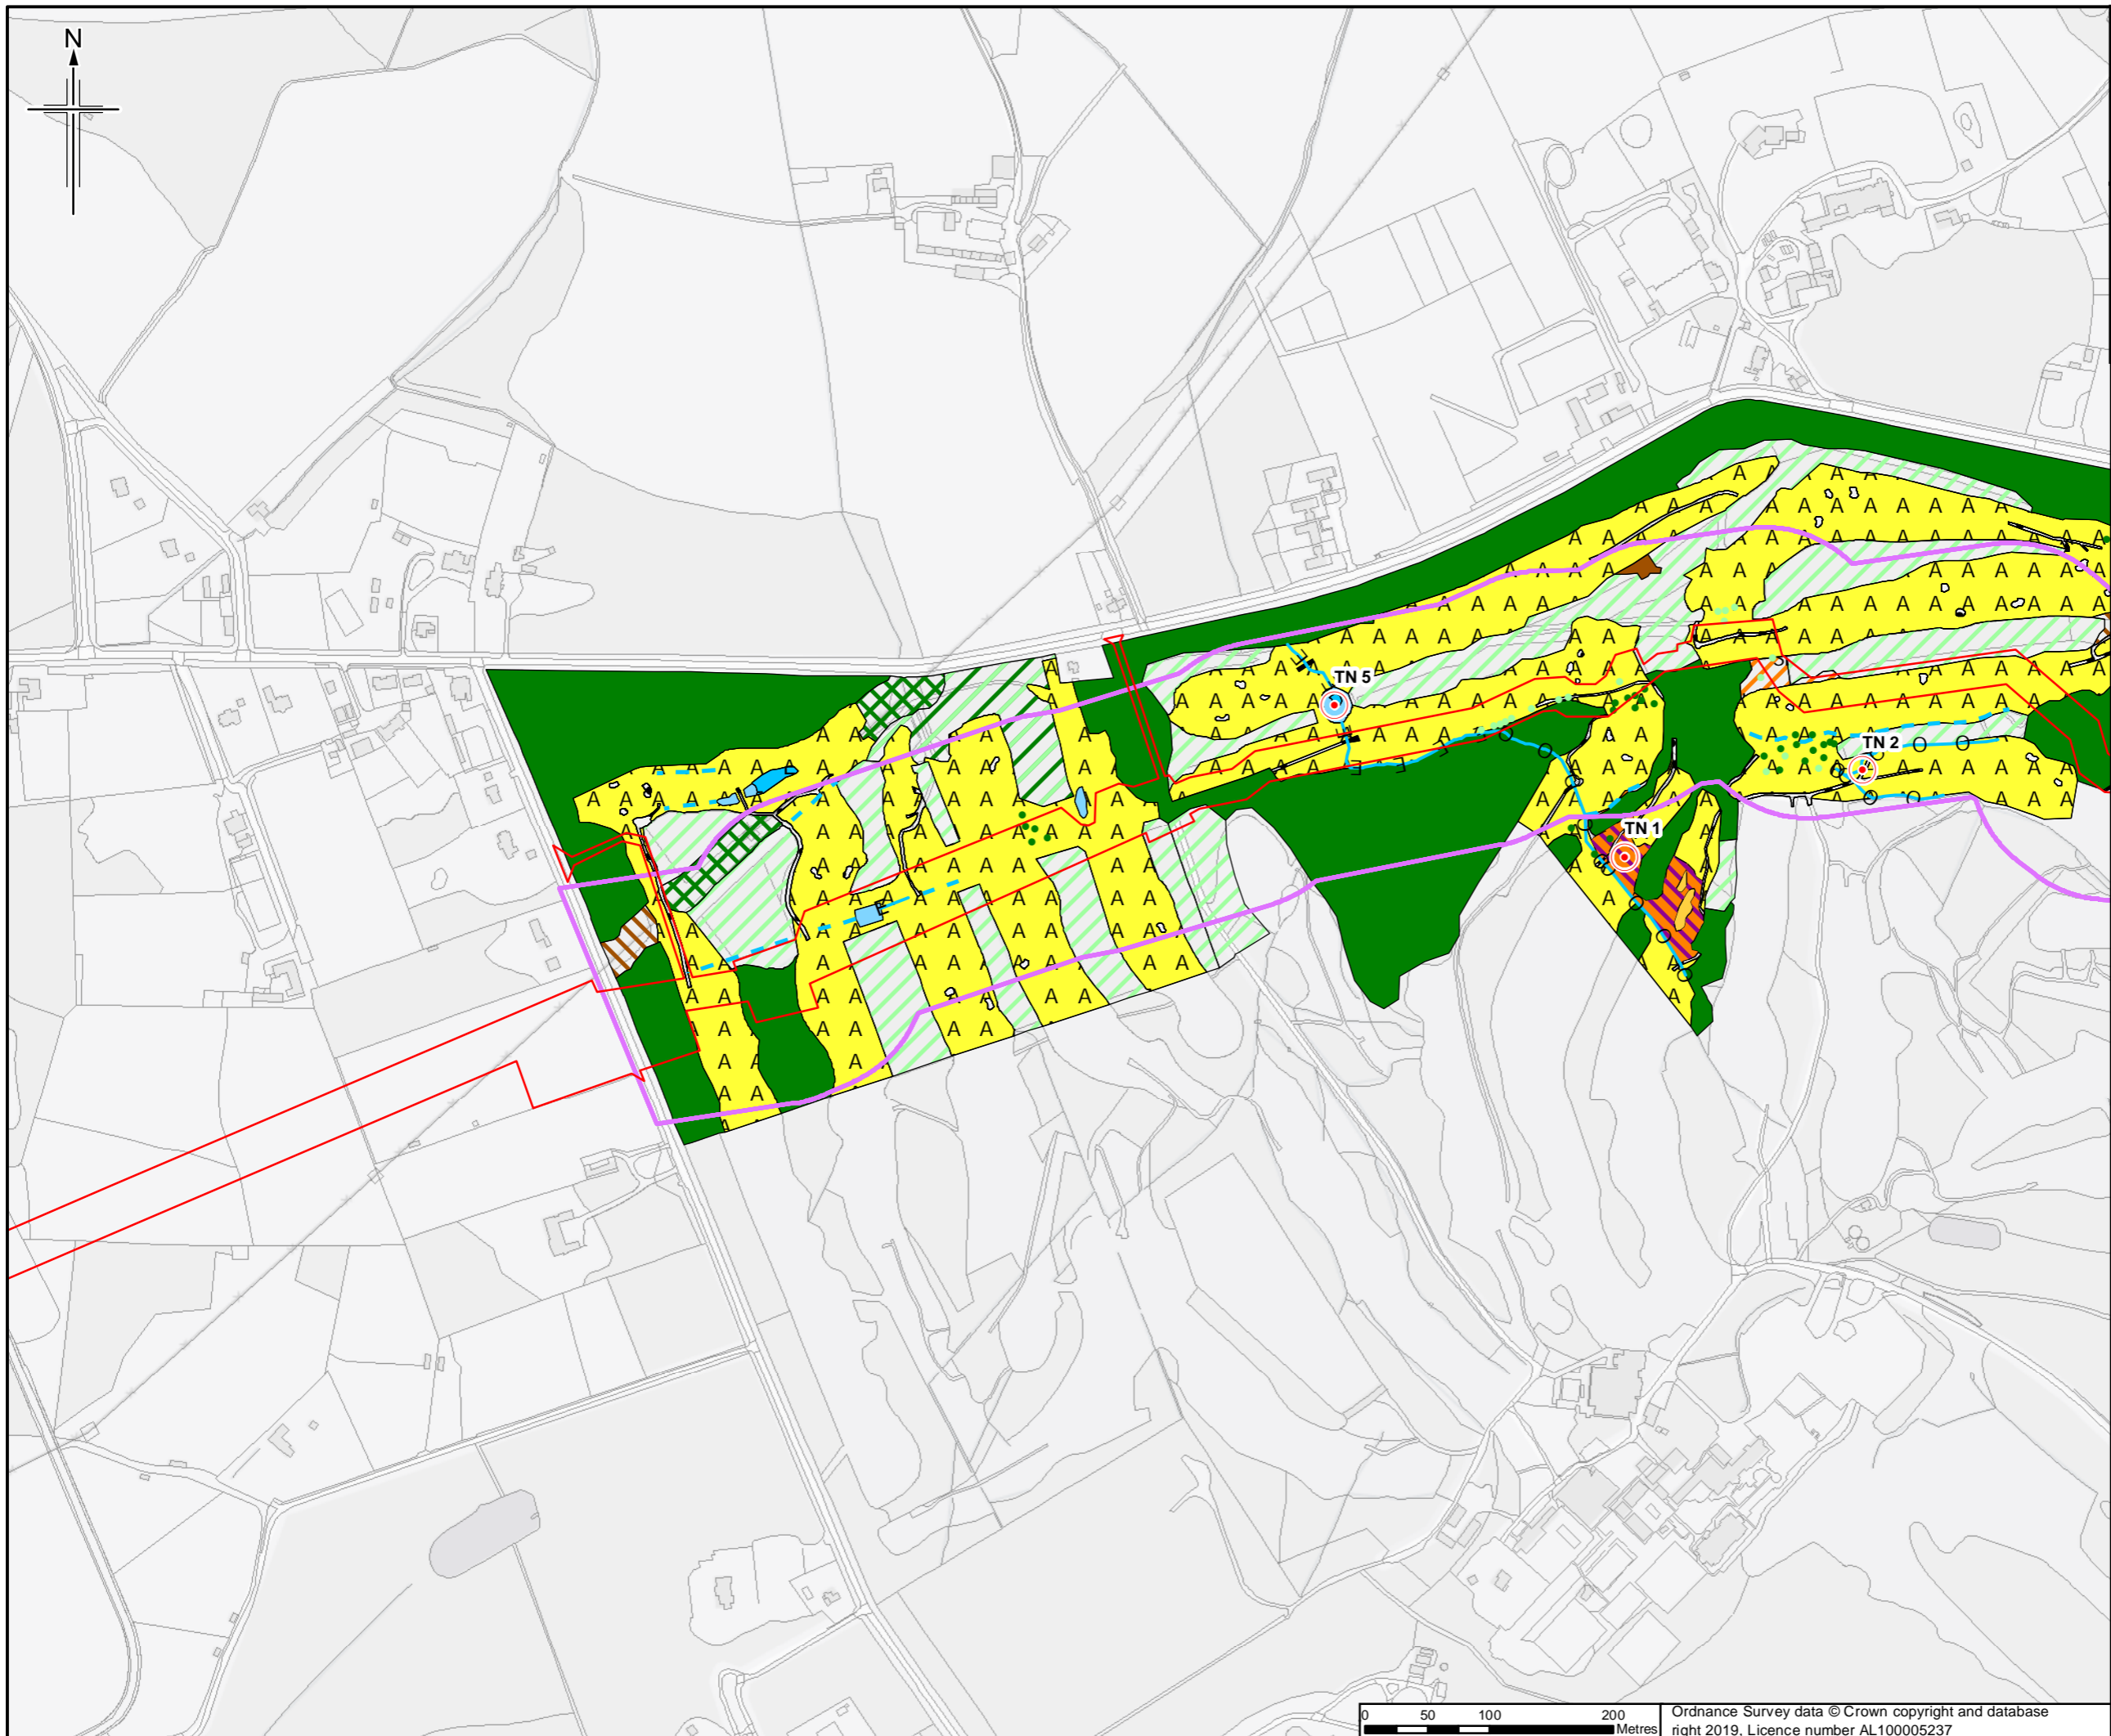 N
TN 5
TN 2
TN 1
0 50 100 200
Metres
Ordnance Survey data © Crown copyright and database
right 2019. Licence number AL100005237